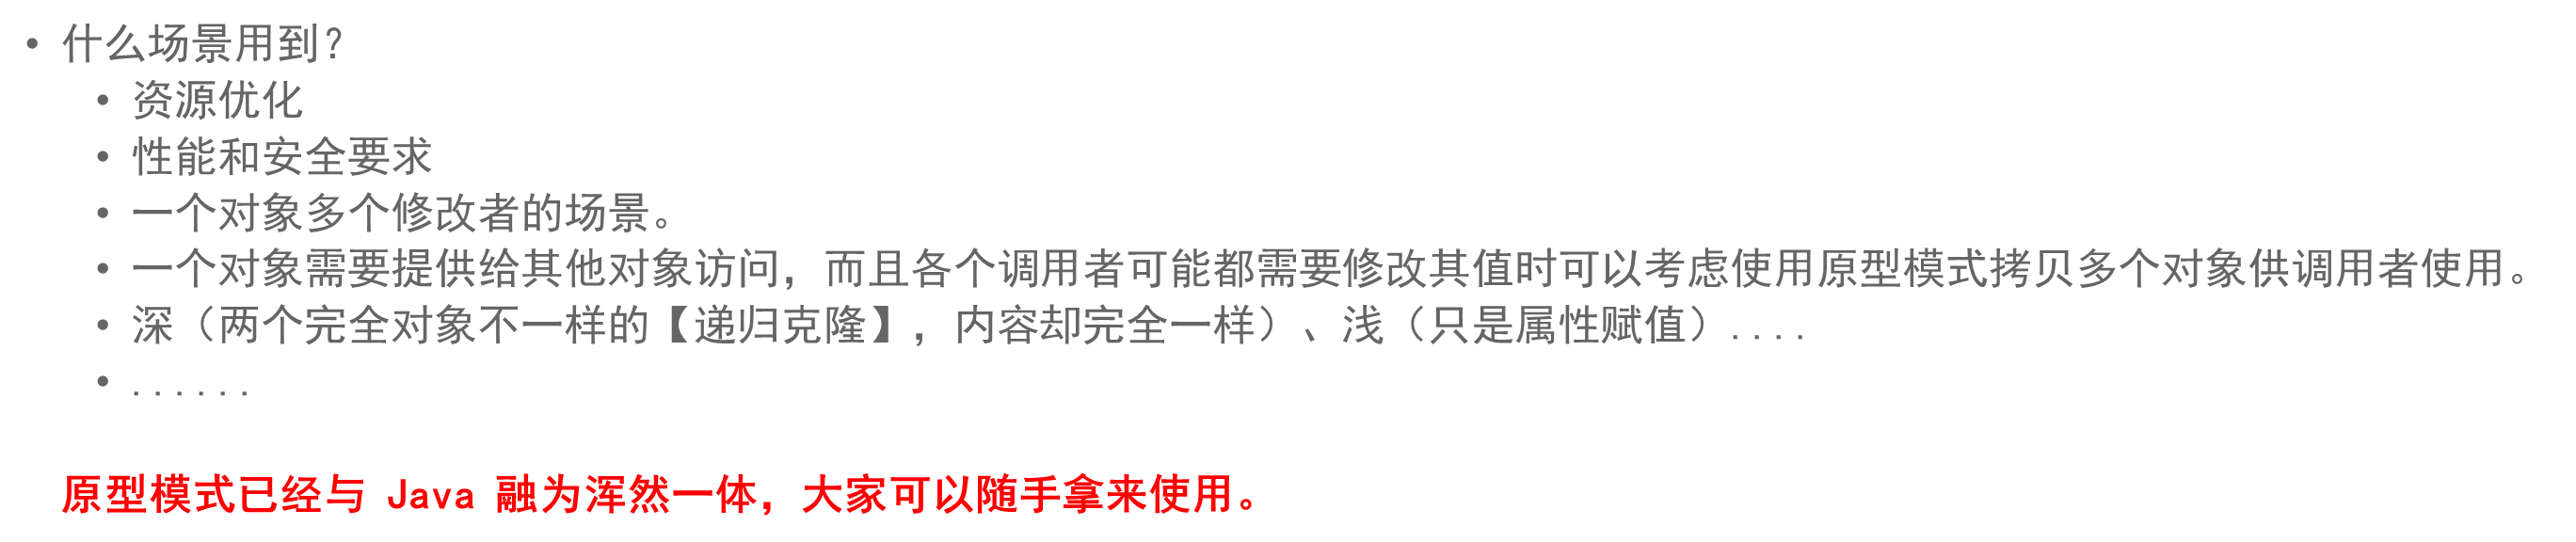 • 什么场景用到？
• 资源优化
• 性能和安全要求
• 一个对象多个修改者的场景。
• 一个对象需要提供给其他对象访问，而且各个调用者可能都需要修改其值时可以考虑使用原型模式拷贝多个对象供调用者使用。
• 深（两个完全对象不一样的【递归克隆】，内容却完全一样）、浅（只是属性赋值）....
• ......
原型模式已经与 Java 融为浑然一体，大家可以随手拿来使用。